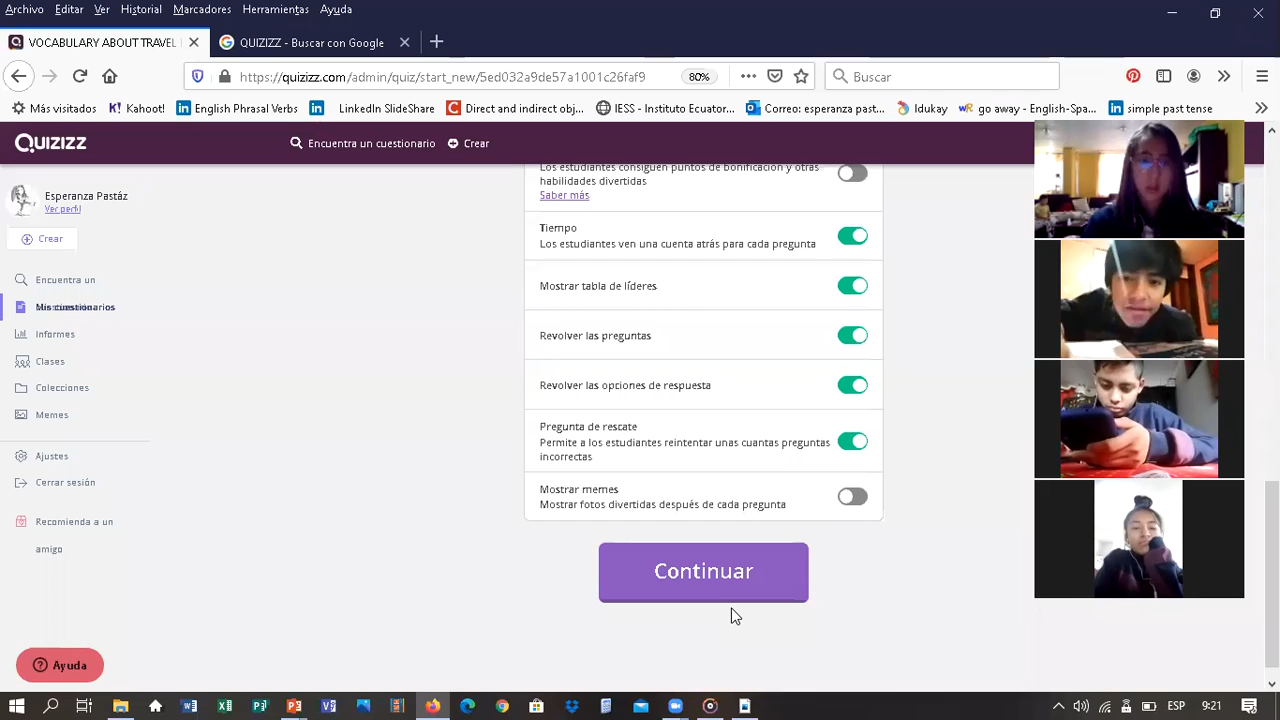 Archivo Editar Ver Historial Marcadores Herramientas Ayuda
VOCABULARY ABOUT TRAVEL
QUIZIZZ - Buscar con Google
https://quizizz.com/admin/quiz/start_new/5ed032a9de57a1001c26faf9
80%
Buscar
Más visitados
Kahoot!
English Phrasal Verbs
LinkedIn SlideShare
Direct and indirect obj...
IESS - Instituto Ecuator...
Correo: esperanza past...
Idukay
go away - English-Spa...
simple past tense
QUIZIZZ
Encuentra un cuestionario
Crear
Esperanza Pastáz
Ver perfil
Crear
Encuentra un
Mis cuestionarios
Informes
Clases
Colecciones
Memes
Ajustes
Cerrar sesión
Recomienda a un
amigo
Ayuda
Los estudiantes consiguen puntos de bonificación y otras
habilidades divertidas
Saber más
Tiempo
Los estudiantes ven una cuenta atrás para cada pregunta
Mostrar tabla de líderes
Revolver las preguntas
Revolver las opciones de respuesta
Pregunta de rescate
Permite a los estudiantes reintentar unas cuantas preguntas
incorrectas
Mostrar memes
Mostrar fotos divertidas después de cada pregunta
Continuar
ESP
9:21